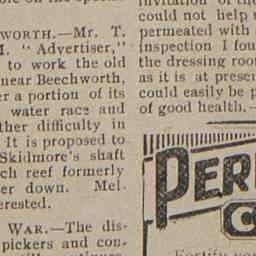 WORTH.—Mr. T.
"Advertiser,"
to work the old
near Beechworth,
a portion of its
water race and
ther difficulty in
It is proposed to
Skidmore's shaft
ch reef formerly
er down. Mel.
erested.
WAR.—The dis-
pickers and con-
could not help
permeated with
inspection I fou
the dressing roo
as it is at prese
could easily be p
of good health.—
PER